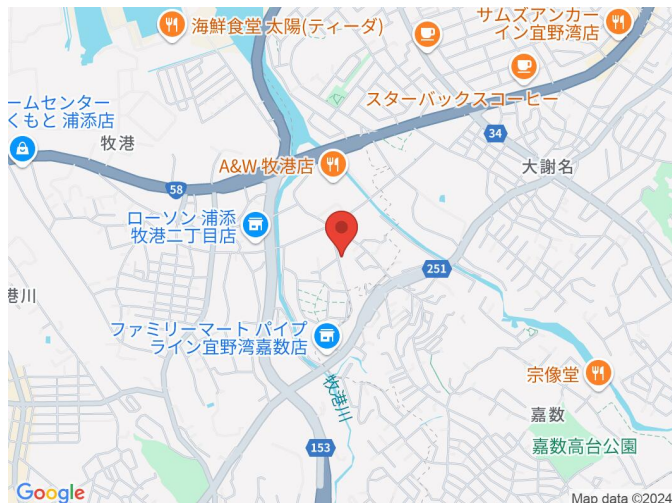 海鮮食堂 太陽(ティーダ)
サムズアンカー
イン宜野湾店
スターバックスコーヒー
ームセンター
くもと 浦添店
牧港
34
大謝名
A&W 牧港店
58
ローソン 浦添
牧港二丁目店
251
港川
ファミリーマート パイプ
ライン宜野湾嘉数店
牧港川
宗像堂
嘉数
嘉数高台公園
153
Google
Map data ©2024